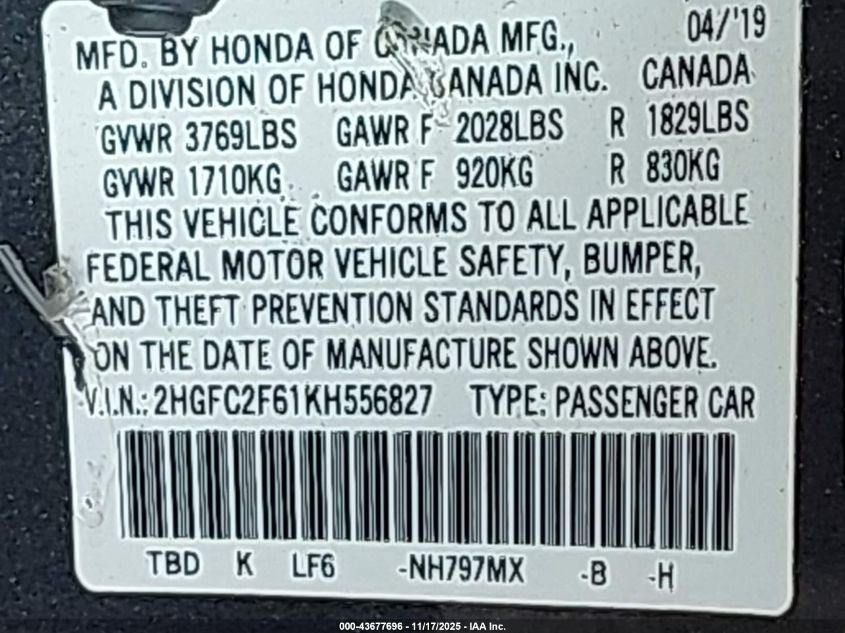 04/'19
MFD. BY HONDA OF CANADA MFG.,
A DIVISION OF HONDA CANADA INC. CANADA
GVWR 3769LBS GAWR F 2028LBS R 1829LBS
GVWR 1710KG GAWR F 920KG R 830KG
THIS VEHICLE CONFORMS TO ALL APPLICABLE
FEDERAL MOTOR VEHICLE SAFETY, BUMPER,
AND THEFT PREVENTION STANDARDS IN EFFECT
ON THE DATE OF MANUFACTURE SHOWN ABOVE.
V.I.N.: 2HGFC2F61KH556827 TYPE: PASSENGER CAR
TBD K LF6 -NH797MX -B -H
000-43677696 - 11/17/2025 - IAA Inc.